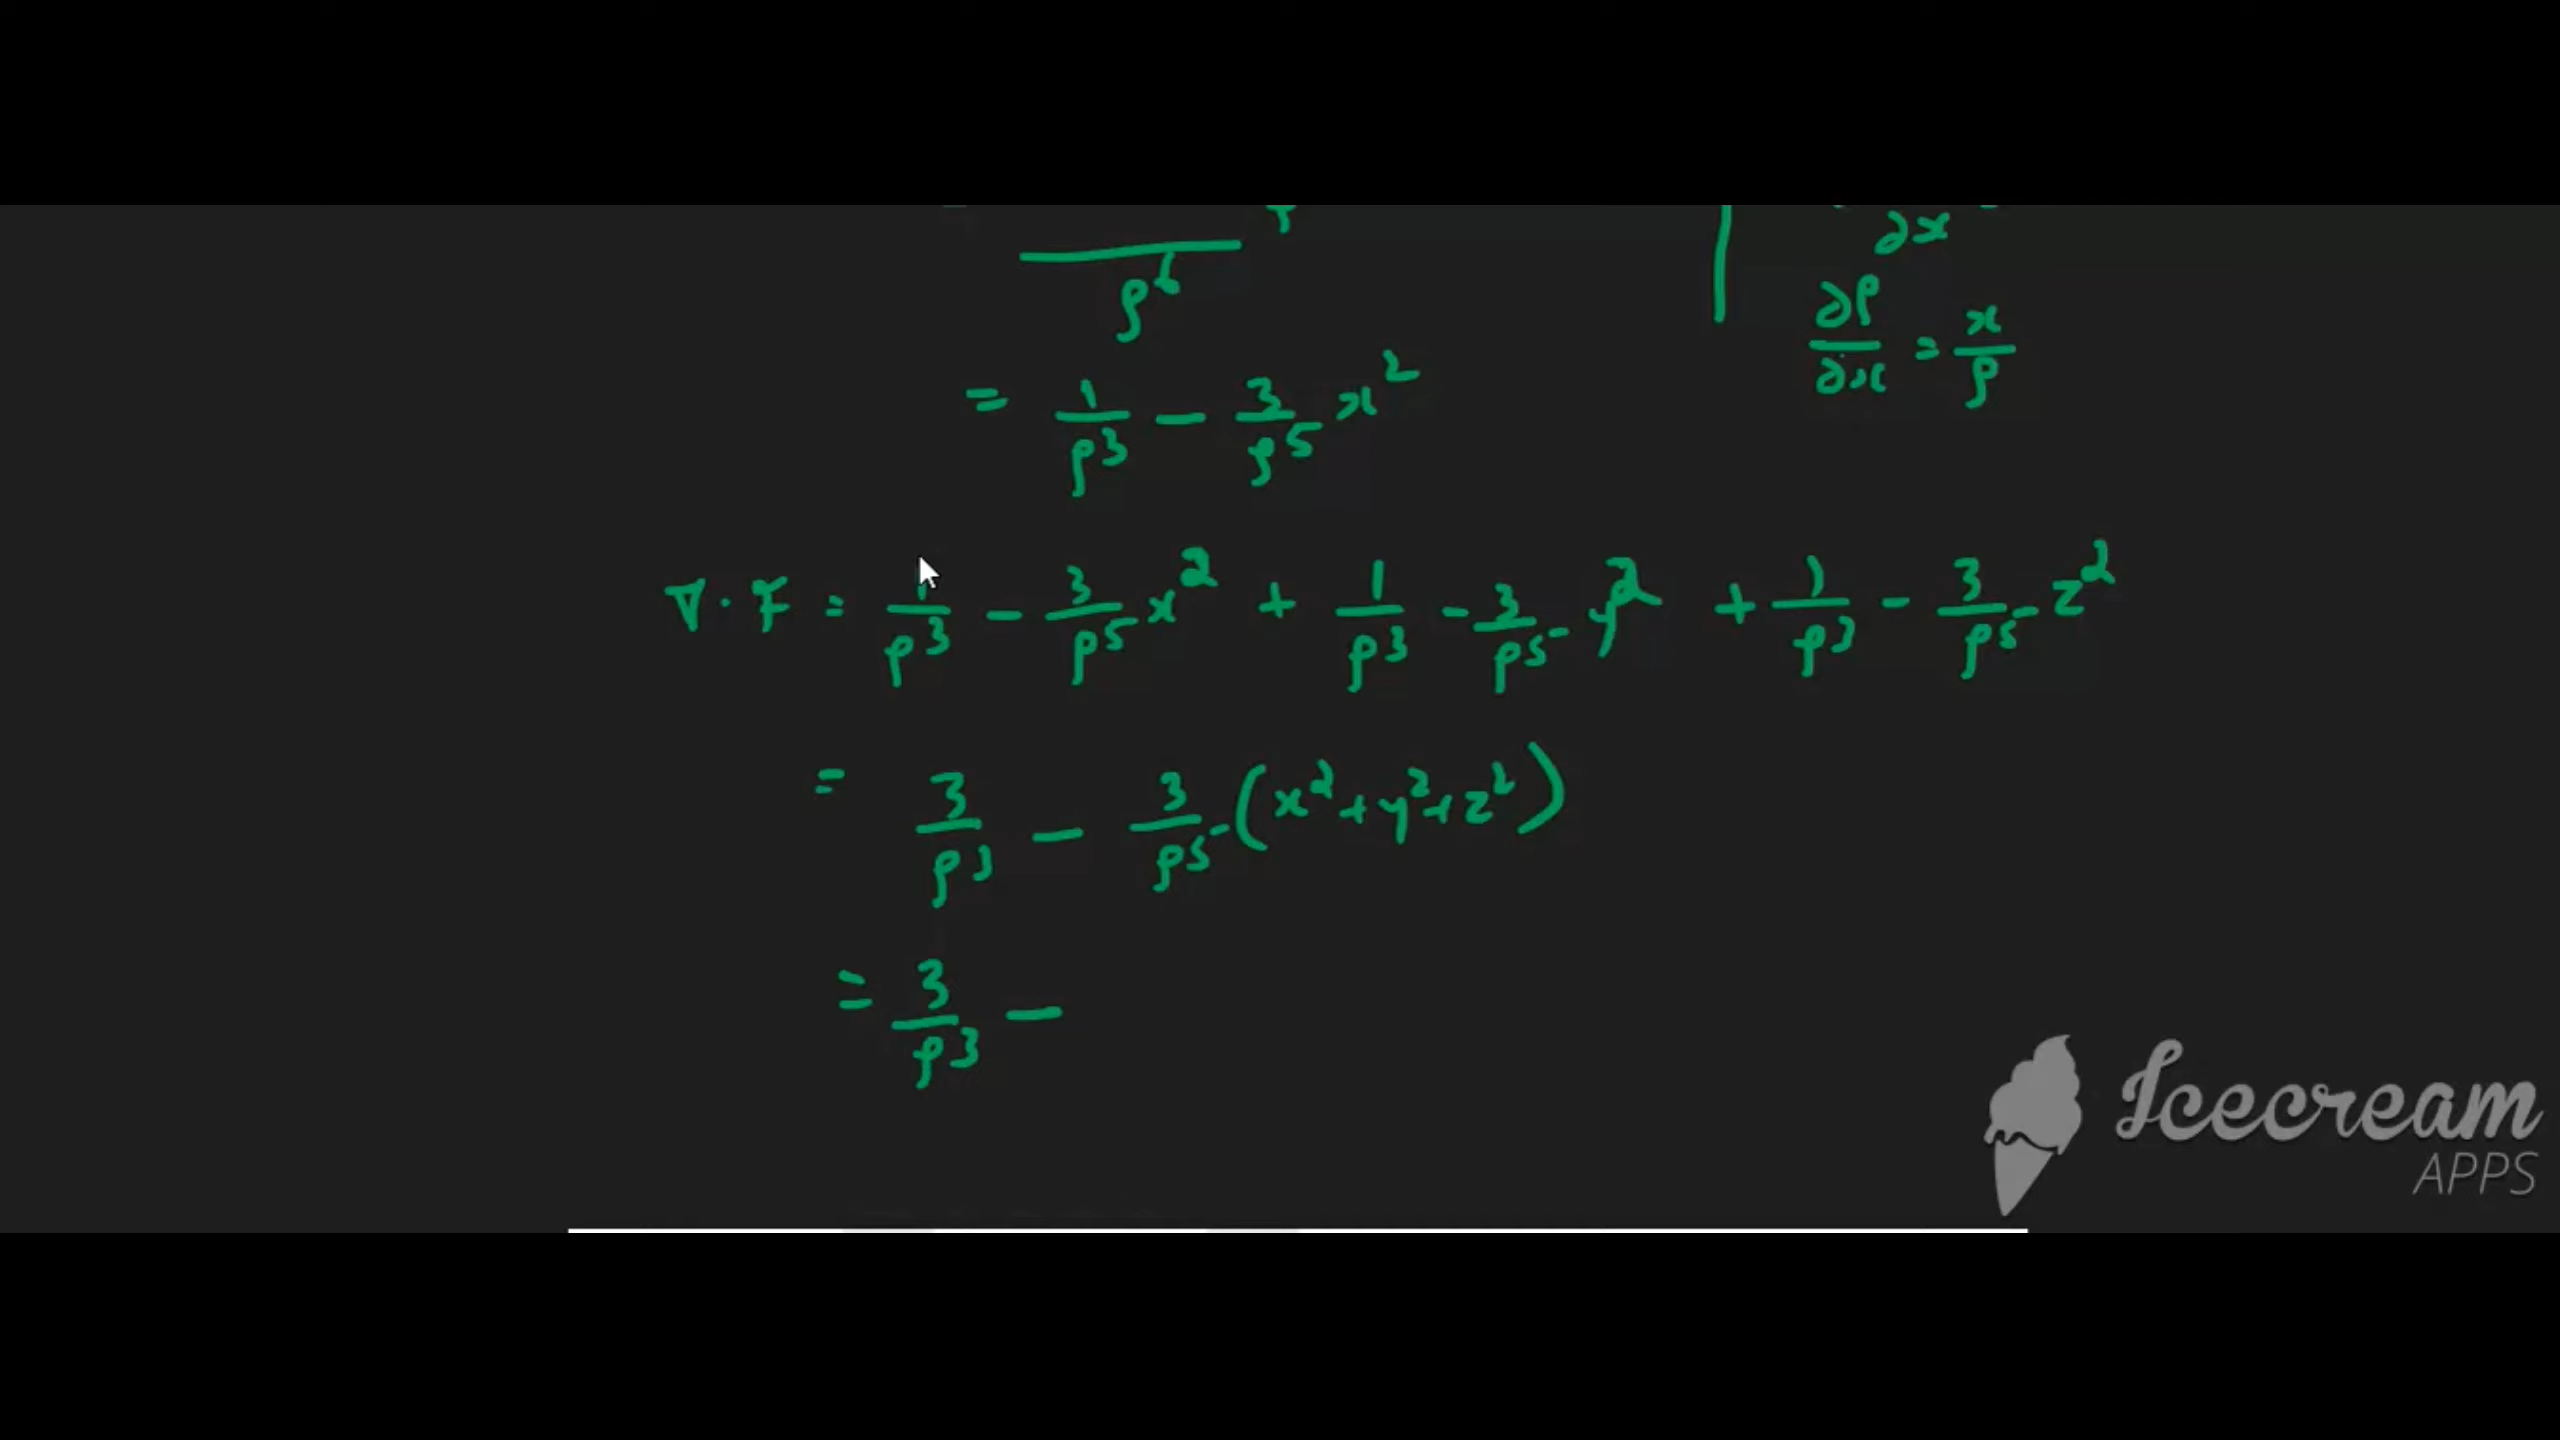 ∂x
ρ⁶
∂ρ/∂x = x/ρ
= 1/ρ³ − 3/ρ⁵ x²
∇ · F = 1/ρ³ − 3/ρ⁵ x² + 1/ρ³ − 3/ρ⁵ y² + 1/ρ³ − 3/ρ⁵ z²
= 3/ρ³ − 3/ρ⁵ (x²+y²+z²)
= 3/ρ³ −
Icecream
APPS